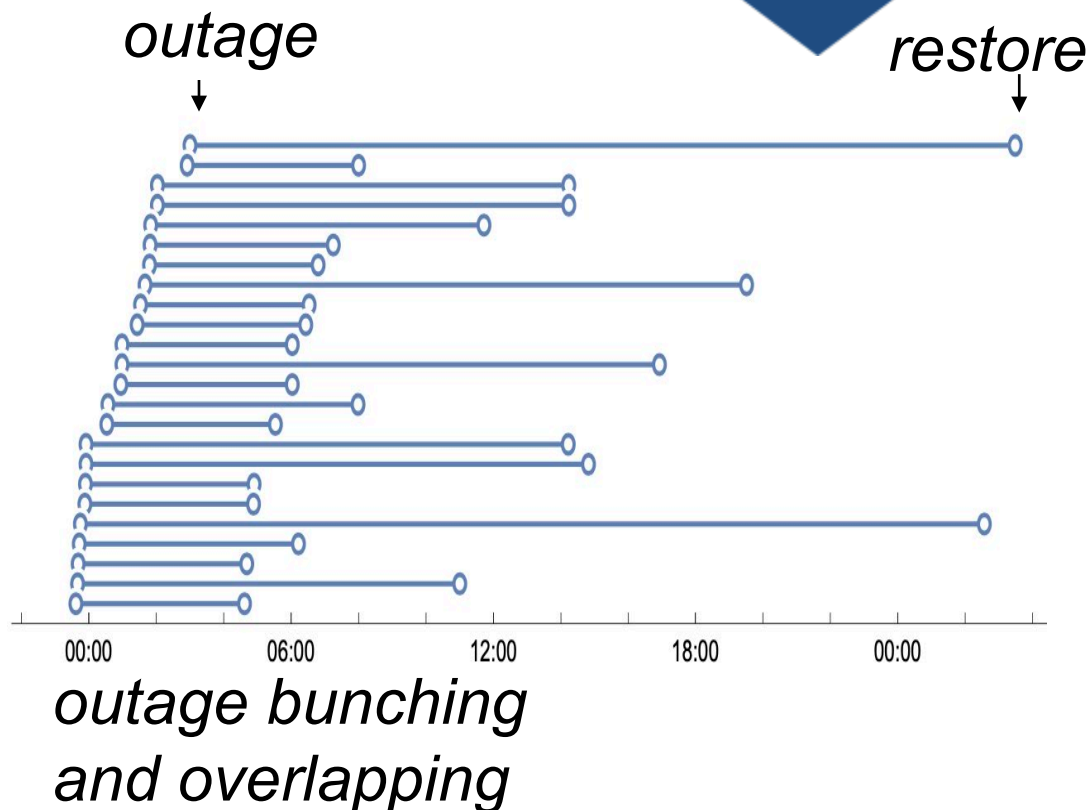 outage
restore
00:00 06:00 12:00 18:00 00:00
outage bunching
and overlapping